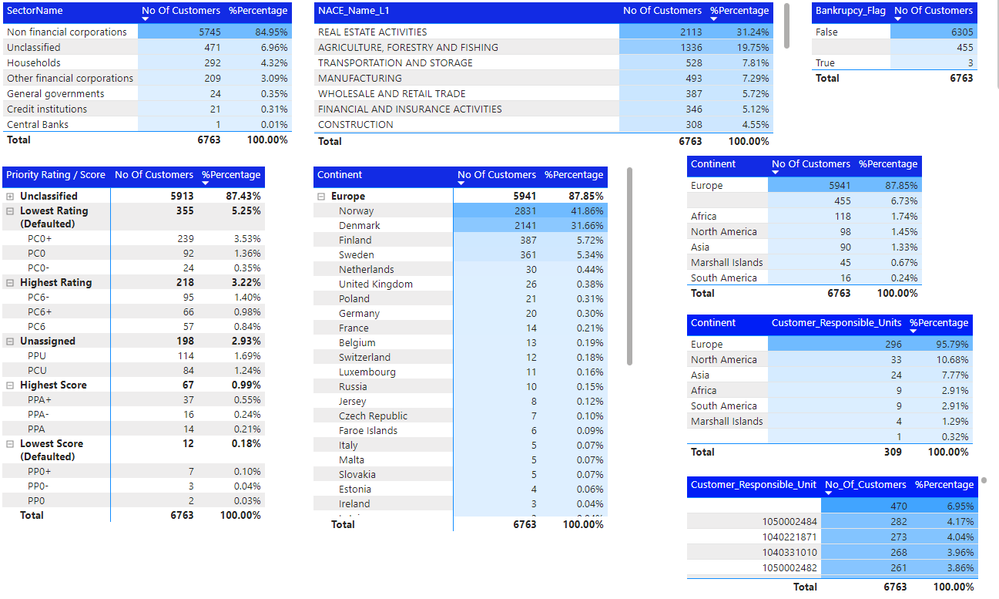 SectorName No Of Customers %Percentage
Non financial corporations 5745 84.95%
Unclassified 471 6.96%
Households 292 4.32%
Other financial corporations 209 3.09%
General governments 24 0.35%
Credit institutions 21 0.31%
Central Banks 1 0.01%
Total 6763 100.00%
NACE_Name_L1 No Of Customers %Percentage
REAL ESTATE ACTIVITIES 2113 31.24%
AGRICULTURE, FORESTRY AND FISHING 1336 19.75%
TRANSPORTATION AND STORAGE 528 7.81%
MANUFACTURING 493 7.29%
WHOLESALE AND RETAIL TRADE 387 5.72%
FINANCIAL AND INSURANCE ACTIVITIES 346 5.12%
CONSTRUCTION 308 4.55%
Total 6763 100.00%
Bankrupcy_Flag No Of Customers
False 6305
455
True 3
Total 6763
Priority Rating / Score No Of Customers %Percentage
Unclassified 5913 87.43%
Lowest Rating 355 5.25%
(Defaulted)
PC0+ 239 3.53%
PC0 92 1.36%
PC0- 24 0.35%
Highest Rating 218 3.22%
PC6- 95 1.40%
PC6+ 66 0.98%
PC6 57 0.84%
Unassigned 198 2.93%
PPU 114 1.69%
PCU 84 1.24%
Highest Score 67 0.99%
PPA+ 37 0.55%
PPA- 16 0.24%
PPA 14 0.21%
Lowest Score 12 0.18%
(Defaulted)
PP0+ 7 0.10%
PP0- 3 0.04%
PP0 2 0.03%
Total 6763 100.00%
Continent No Of Customers %Percentage
Europe 5941 87.85%
Norway 2831 41.86%
Denmark 2141 31.66%
Finland 387 5.72%
Sweden 361 5.34%
Netherlands 30 0.44%
United Kingdom 26 0.38%
Poland 21 0.31%
Germany 20 0.30%
France 14 0.21%
Belgium 13 0.19%
Switzerland 12 0.18%
Luxembourg 11 0.16%
Russia 10 0.15%
Jersey 8 0.12%
Czech Republic 7 0.10%
Faroe Islands 6 0.09%
Italy 5 0.07%
Malta 5 0.07%
Slovakia 5 0.07%
Estonia 4 0.06%
Ireland 3 0.04%
Total 6763 100.00%
Continent No Of Customers %Percentage
Europe 5941 87.85%
455 6.73%
Africa 118 1.74%
North America 98 1.45%
Asia 90 1.33%
Marshall Islands 45 0.67%
South America 16 0.24%
Total 6763 100.00%
Continent Customer_Responsible_Units %Percentage
Europe 296 95.79%
North America 33 10.68%
Asia 24 7.77%
Africa 9 2.91%
South America 9 2.91%
Marshall Islands 4 1.29%
1 0.32%
Total 309 100.00%
Customer_Responsible_Unit No_Of_Customers %Percentage
470 6.95%
1050002484 282 4.17%
1040221871 273 4.04%
1040331010 268 3.96%
1050002482 261 3.86%
Total 6763 100.00%